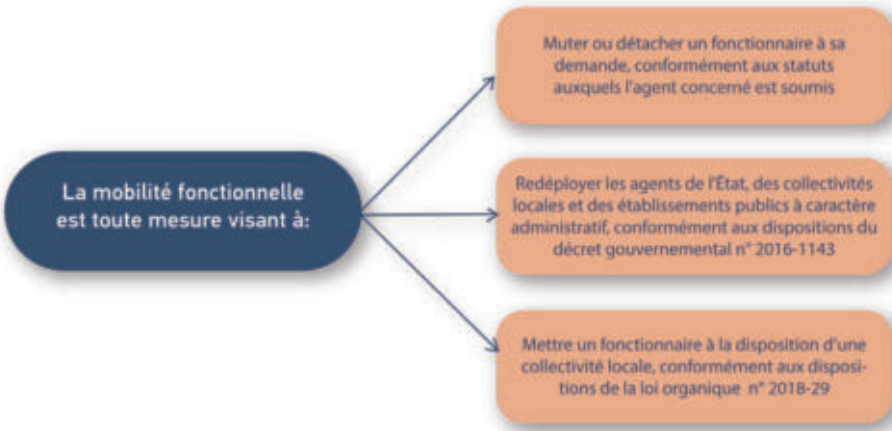 La mobilité fonctionnelle
est toute mesure visant à:
Muter ou détacher un fonctionnaire à sa
demande, conformément aux statuts
auxquels l'agent concerné est soumis
Redéployer les agents de l'État, des collectivités
locales et des établissements publics à caractère
administratif, conformément aux dispositions du
décret gouvernemental n° 2016-1143
Mettre un fonctionnaire à la disposition d'une
collectivité locale, conformément aux disposi-
tions de la loi organique n° 2018-29